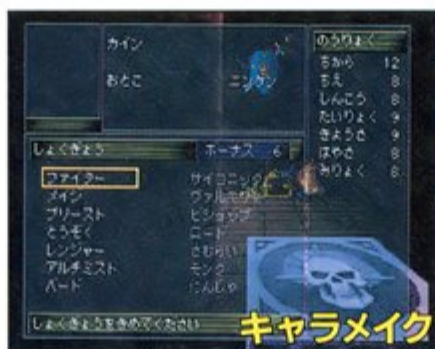 カイン
おとこ
ニンゲン
のうりょく
ちから 12
ちえ 8
しんこう 8
たいりょく 9
きようさ 9
はやさ 8
みりょく 8
しょくぎょう
ボーナス 6
ファイター サイオニック
メイジ ヴァルキリー
プリースト ビショップ
とうぞく ロード
レンジャー さむらい
アルケミスト モンク
バード にんじゃ
しょくぎょうをきめてください
キャラメイク